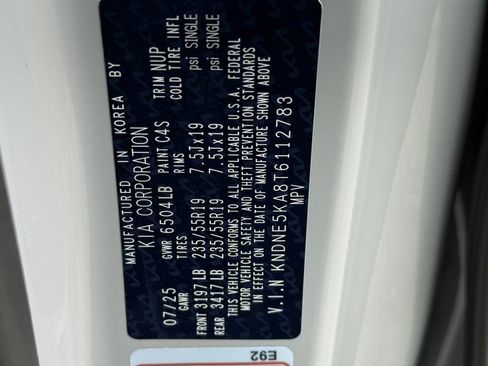 MANUFACTURED IN KOREA BY
KIA CORPORATION
GVWR 6504LB PAINT C4S TRIM NUP
07/25 GAWR TIRES RIMS COLD TIRE INFL
FRONT 3197LB 235/55R19 7.5Jx19 psi SINGLE
REAR 3417LB 235/55R19 7.5Jx19 psi SINGLE
THIS VEHICLE CONFORMS TO ALL APPLICABLE U.S.A. FEDERAL
MOTOR VEHICLE SAFETY AND THEFT PREVENTION STANDARDS
IN EFFECT ON THE DATE OF MANUFACTURE SHOWN ABOVE
V.I.N KNDNE5KA8T6112783
MPV
E92